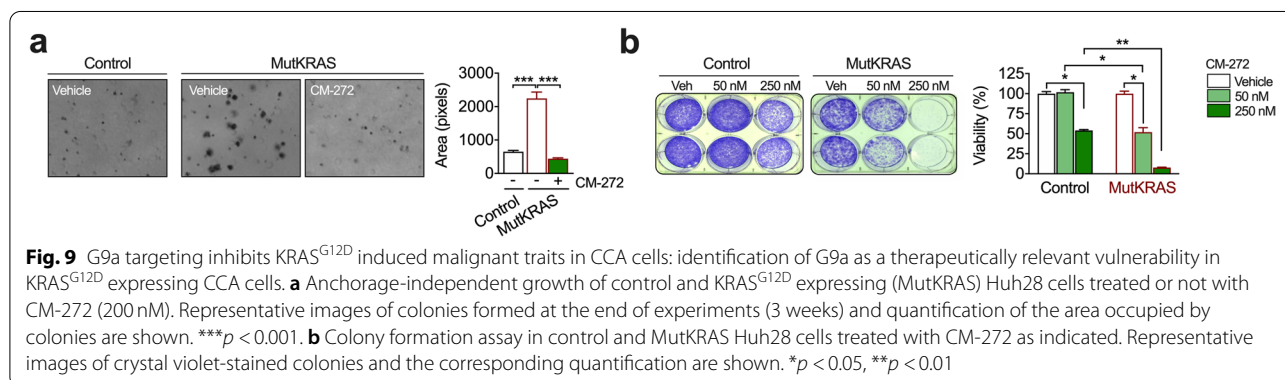 a
Control
MutKRAS
Vehicle
Vehicle
CM-272
Area (pixels)
3000
2000
1000
0
*** ***
- - +
CM-272
Control
MutKRAS
b
Control
MutKRAS
Veh 50 nM 250 nM
Veh 50 nM 250 nM
Viability (%)
125
100
75
50
25
0
*
*
*
**
Control
MutKRAS
CM-272
Vehicle
50 nM
250 nM
Fig. 9 G9a targeting inhibits KRASG12D induced malignant traits in CCA cells: identification of G9a as a therapeutically relevant vulnerability in
KRASG12D expressing CCA cells. a Anchorage-independent growth of control and KRASG12D expressing (MutKRAS) Huh28 cells treated or not with
CM-272 (200 nM). Representative images of colonies formed at the end of experiments (3 weeks) and quantification of the area occupied by
colonies are shown. ***p < 0.001. b Colony formation assay in control and MutKRAS Huh28 cells treated with CM-272 as indicated. Representative
images of crystal violet-stained colonies and the corresponding quantification are shown. *p < 0.05, **p < 0.01